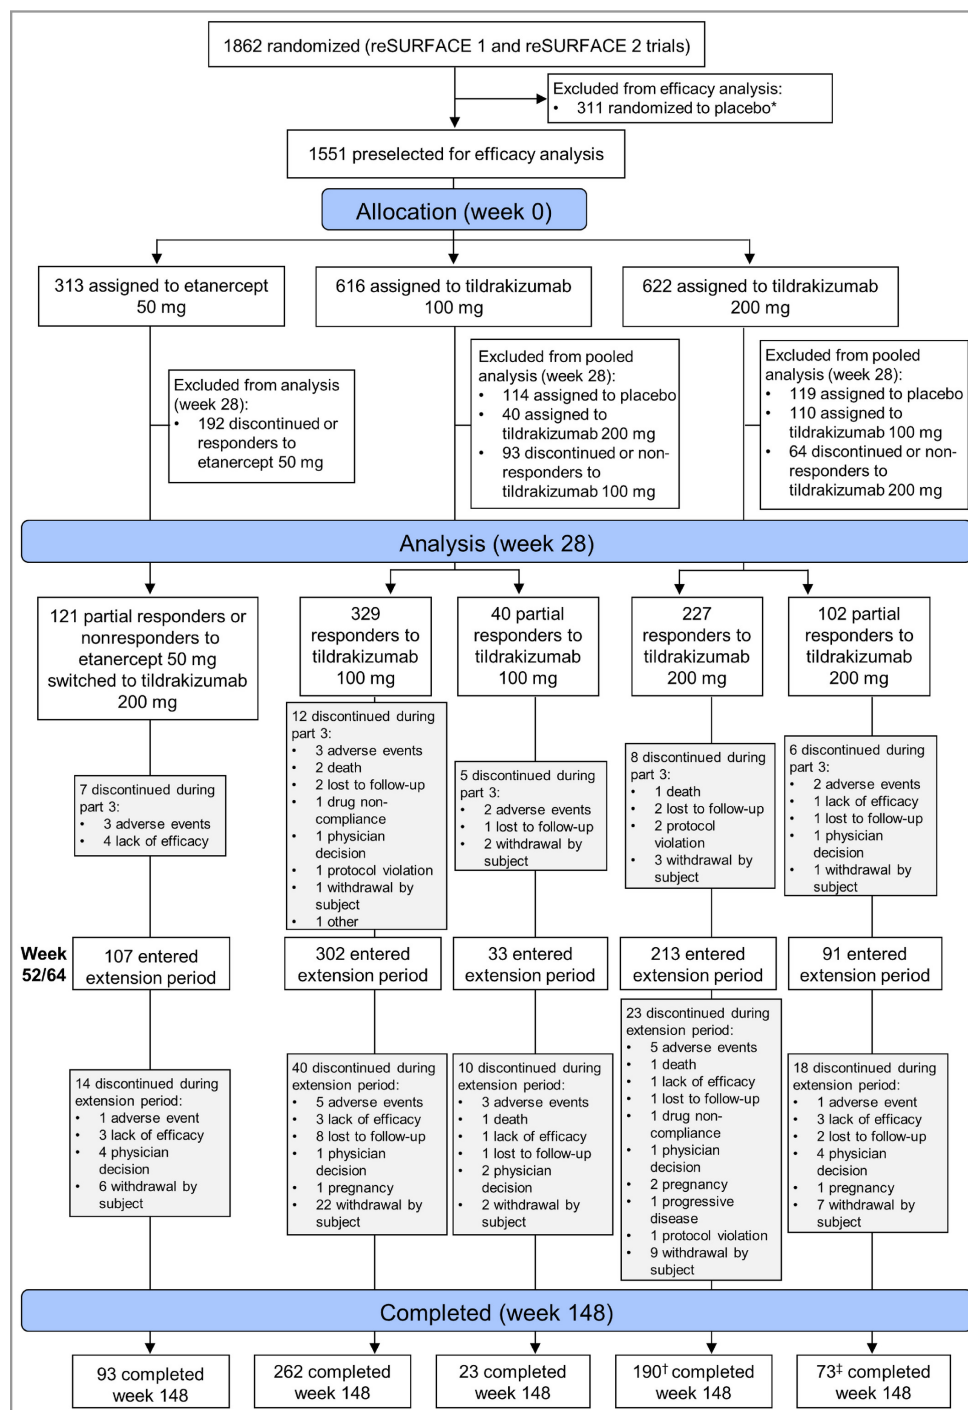 1862 randomized (reSURFACE 1 and reSURFACE 2 trials)
Excluded from efficacy analysis:
• 311 randomized to placebo*
1551 preselected for efficacy analysis
Allocation (week 0)
313 assigned to etanercept
50 mg
616 assigned to tildrakizumab
100 mg
622 assigned to tildrakizumab
200 mg
Excluded from analysis
(week 28):
• 192 discontinued or
responders to
etanercept 50 mg
Excluded from pooled
analysis (week 28):
• 114 assigned to placebo
• 40 assigned to
tildrakizumab 200 mg
• 93 discontinued or non-
responders to
tildrakizumab 100 mg
Excluded from pooled
analysis (week 28):
• 119 assigned to placebo
• 110 assigned to
tildrakizumab 100 mg
• 64 discontinued or non-
responders to
tildrakizumab 200 mg
Analysis (week 28)
121 partial responders or
nonresponders to
etanercept 50 mg
switched to tildrakizumab
200 mg
329
responders to
tildrakizumab
100 mg
40 partial
responders to
tildrakizumab
100 mg
227
responders to
tildrakizumab
200 mg
102 partial
responders to
tildrakizumab
200 mg
7 discontinued during
part 3:
• 3 adverse events
• 4 lack of efficacy
12 discontinued during
part 3:
• 3 adverse events
• 2 death
• 2 lost to follow-up
• 1 drug non-
compliance
• 1 physician
decision
• 1 protocol violation
• 1 withdrawal by
subject
• 1 other
5 discontinued during
part 3:
• 2 adverse events
• 1 lost to follow-up
• 2 withdrawal by
subject
8 discontinued during
part 3:
• 1 death
• 2 lost to follow-up
• 2 protocol
violation
• 3 withdrawal by
subject
6 discontinued during
part 3:
• 2 adverse events
• 1 lack of efficacy
• 1 lost to follow-up
• 1 physician
decision
• 1 withdrawal by
subject
Week
52/64
107 entered
extension period
302 entered
extension period
33 entered
extension period
213 entered
extension period
91 entered
extension period
14 discontinued during
extension period:
• 1 adverse event
• 3 lack of efficacy
• 4 physician
decision
• 6 withdrawal by
subject
40 discontinued during
extension period:
• 5 adverse events
• 3 lack of efficacy
• 8 lost to follow-up
• 1 physician
decision
• 1 pregnancy
• 22 withdrawal by
subject
10 discontinued during
extension period:
• 3 adverse events
• 1 death
• 1 lack of efficacy
• 1 lost to follow-up
• 2 physician
decision
• 2 withdrawal by
subject
23 discontinued during
extension period:
• 5 adverse events
• 1 death
• 1 lack of efficacy
• 1 lost to follow-up
• 1 drug non-
compliance
• 1 physician
decision
• 2 pregnancy
• 1 progressive
disease
• 1 protocol violation
• 9 withdrawal by
subject
18 discontinued during
extension period:
• 1 adverse event
• 3 lack of efficacy
• 2 lost to follow-up
• 4 physician
decision
• 1 pregnancy
• 7 withdrawal by
subject
Completed (week 148)
93 completed
week 148
262 completed
week 148
23 completed
week 148
190† completed
week 148
73‡ completed
week 148